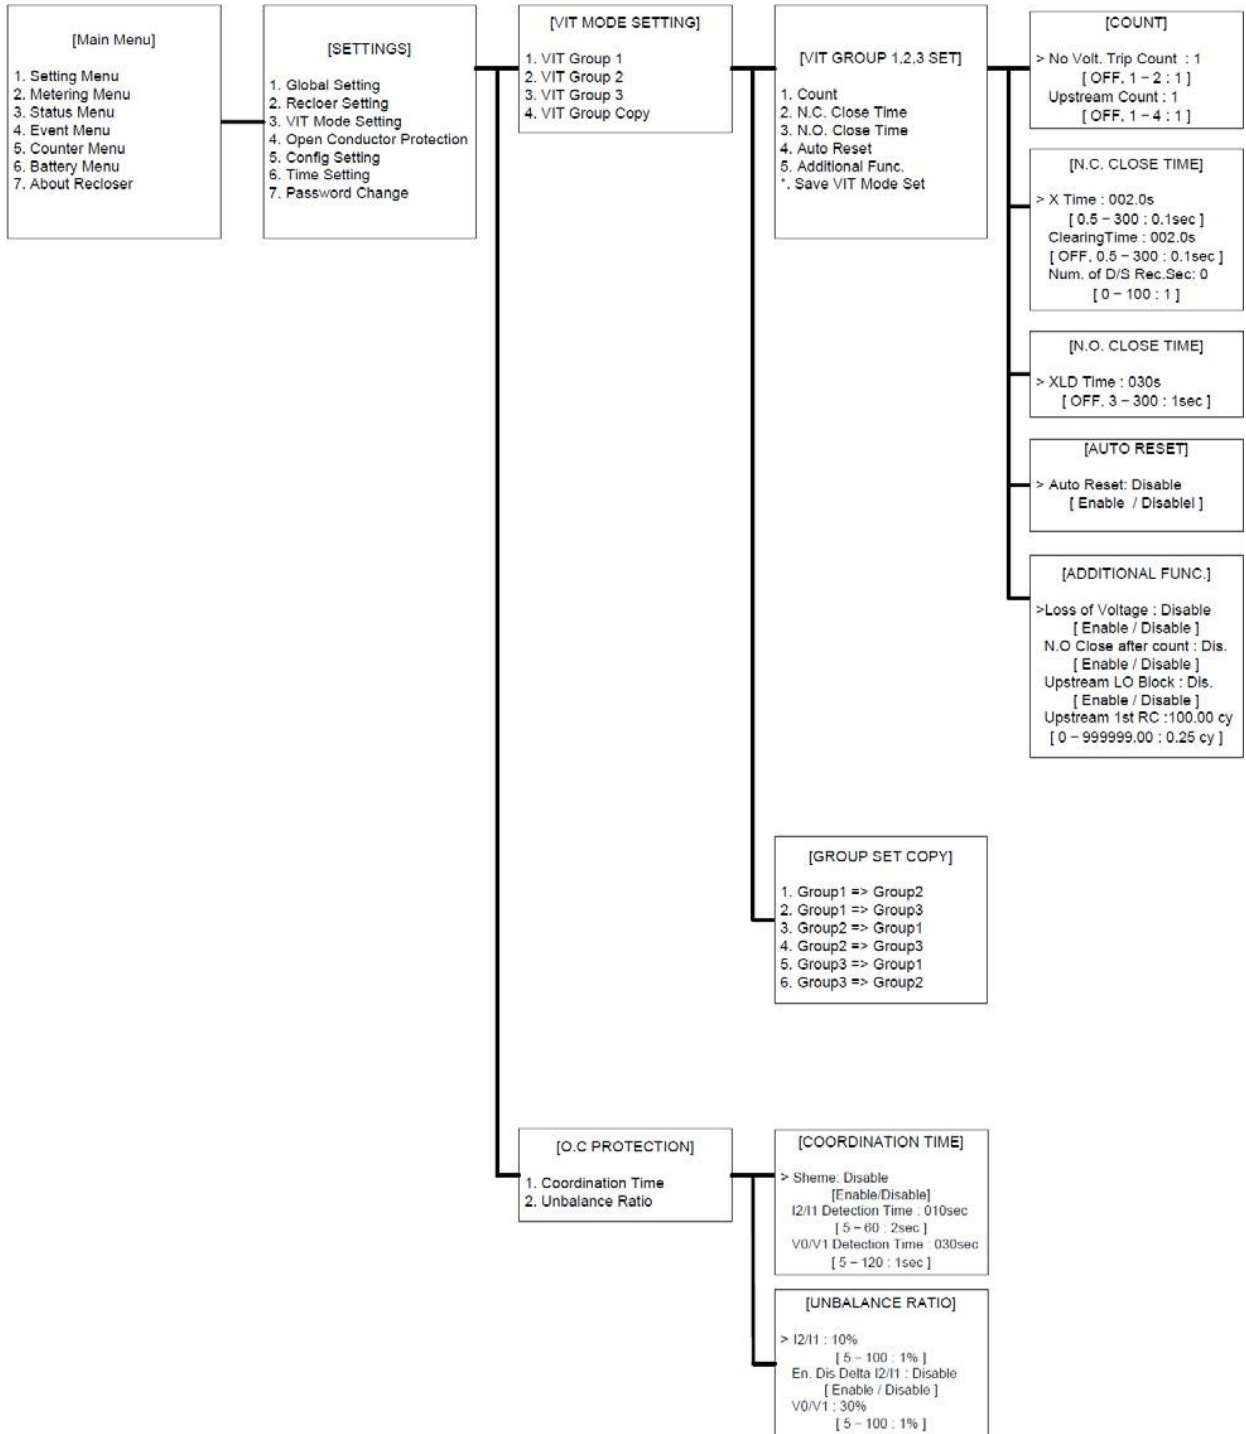 [Main Menu]
1. Setting Menu
2. Metering Menu
3. Status Menu
4. Event Menu
5. Counter Menu
6. Battery Menu
7. About Recloser
[SETTINGS]
1. Global Setting
2. Recloer Setting
3. VIT Mode Setting
4. Open Conductor Protection
5. Config Setting
6. Time Setting
7. Password Change
[VIT MODE SETTING]
1. VIT Group 1
2. VIT Group 2
3. VIT Group 3
4. VIT Group Copy
[VIT GROUP 1,2,3 SET]
1. Count
2. N.C. Close Time
3. N.O. Close Time
4. Auto Reset
5. Additional Func.
*. Save VIT Mode Set
[COUNT]
> No Volt. Trip Count : 1
[ OFF, 1 – 2 : 1 ]
Upstream Count : 1
[ OFF, 1 – 4 : 1 ]
[N.C. CLOSE TIME]
> X Time : 002.0s
[ 0.5 – 300 : 0.1sec ]
ClearingTime : 002.0s
[ OFF, 0.5 – 300 : 0.1sec ]
Num. of D/S Rec.Sec: 0
[ 0 – 100 : 1 ]
[N.O. CLOSE TIME]
> XLD Time : 030s
[ OFF, 3 – 300 : 1sec ]
[AUTO RESET]
> Auto Reset: Disable
[ Enable / Disablel ]
[ADDITIONAL FUNC.]
>Loss of Voltage : Disable
[ Enable / Disable ]
N.O Close after count : Dis.
[ Enable / Disable ]
Upstream LO Block : Dis.
[ Enable / Disable ]
Upstream 1st RC :100.00 cy
[ 0 – 999999.00 : 0.25 cy ]
[GROUP SET COPY]
1. Group1 => Group2
2. Group1 => Group3
3. Group2 => Group1
4. Group2 => Group3
5. Group3 => Group1
6. Group3 => Group2
[O.C PROTECTION]
1. Coordination Time
2. Unbalance Ratio
[COORDINATION TIME]
> Sheme: Disable
[Enable/Disable]
I2/I1 Detection Time : 010sec
[ 5 – 60 : 2sec ]
V0/V1 Detection Time : 030sec
[ 5 – 120 : 1sec ]
[UNBALANCE RATIO]
> I2/I1 : 10%
[ 5 – 100 : 1% ]
En. Dis Delta I2/I1 : Disable
[ Enable / Disable ]
V0/V1 : 30%
[ 5 – 100 : 1% ]